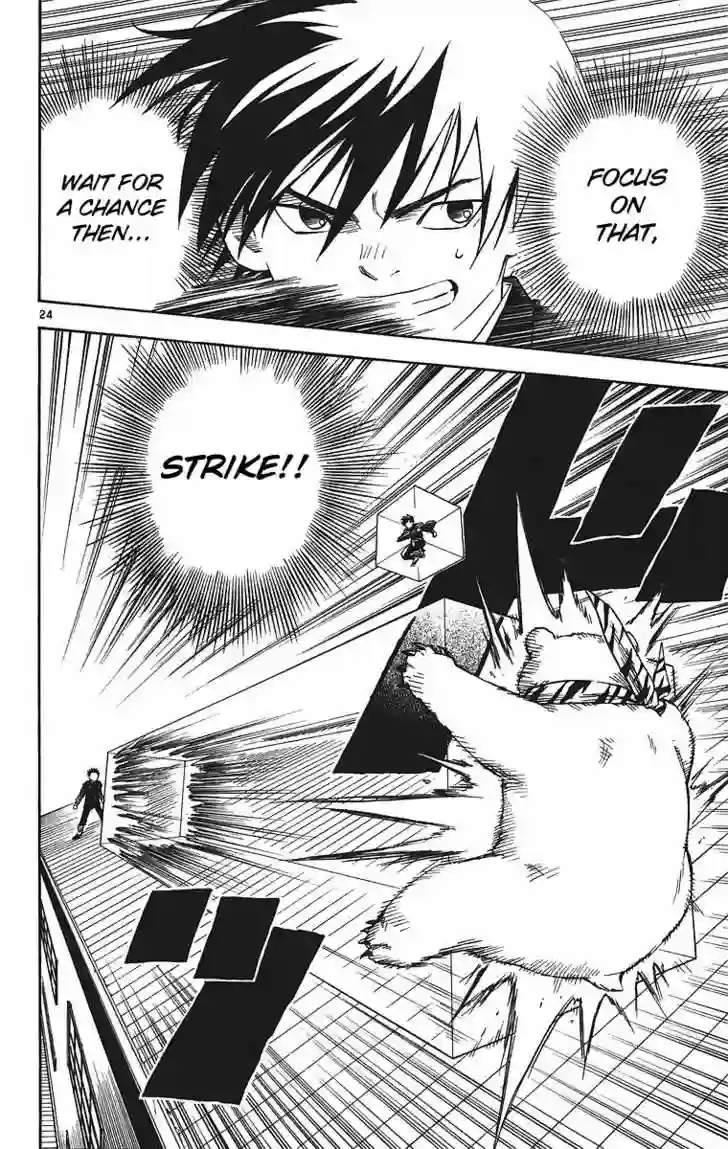 FOCUS
ON
THAT,
WAIT FOR
A CHANCE
THEN...
24
STRIKE!!